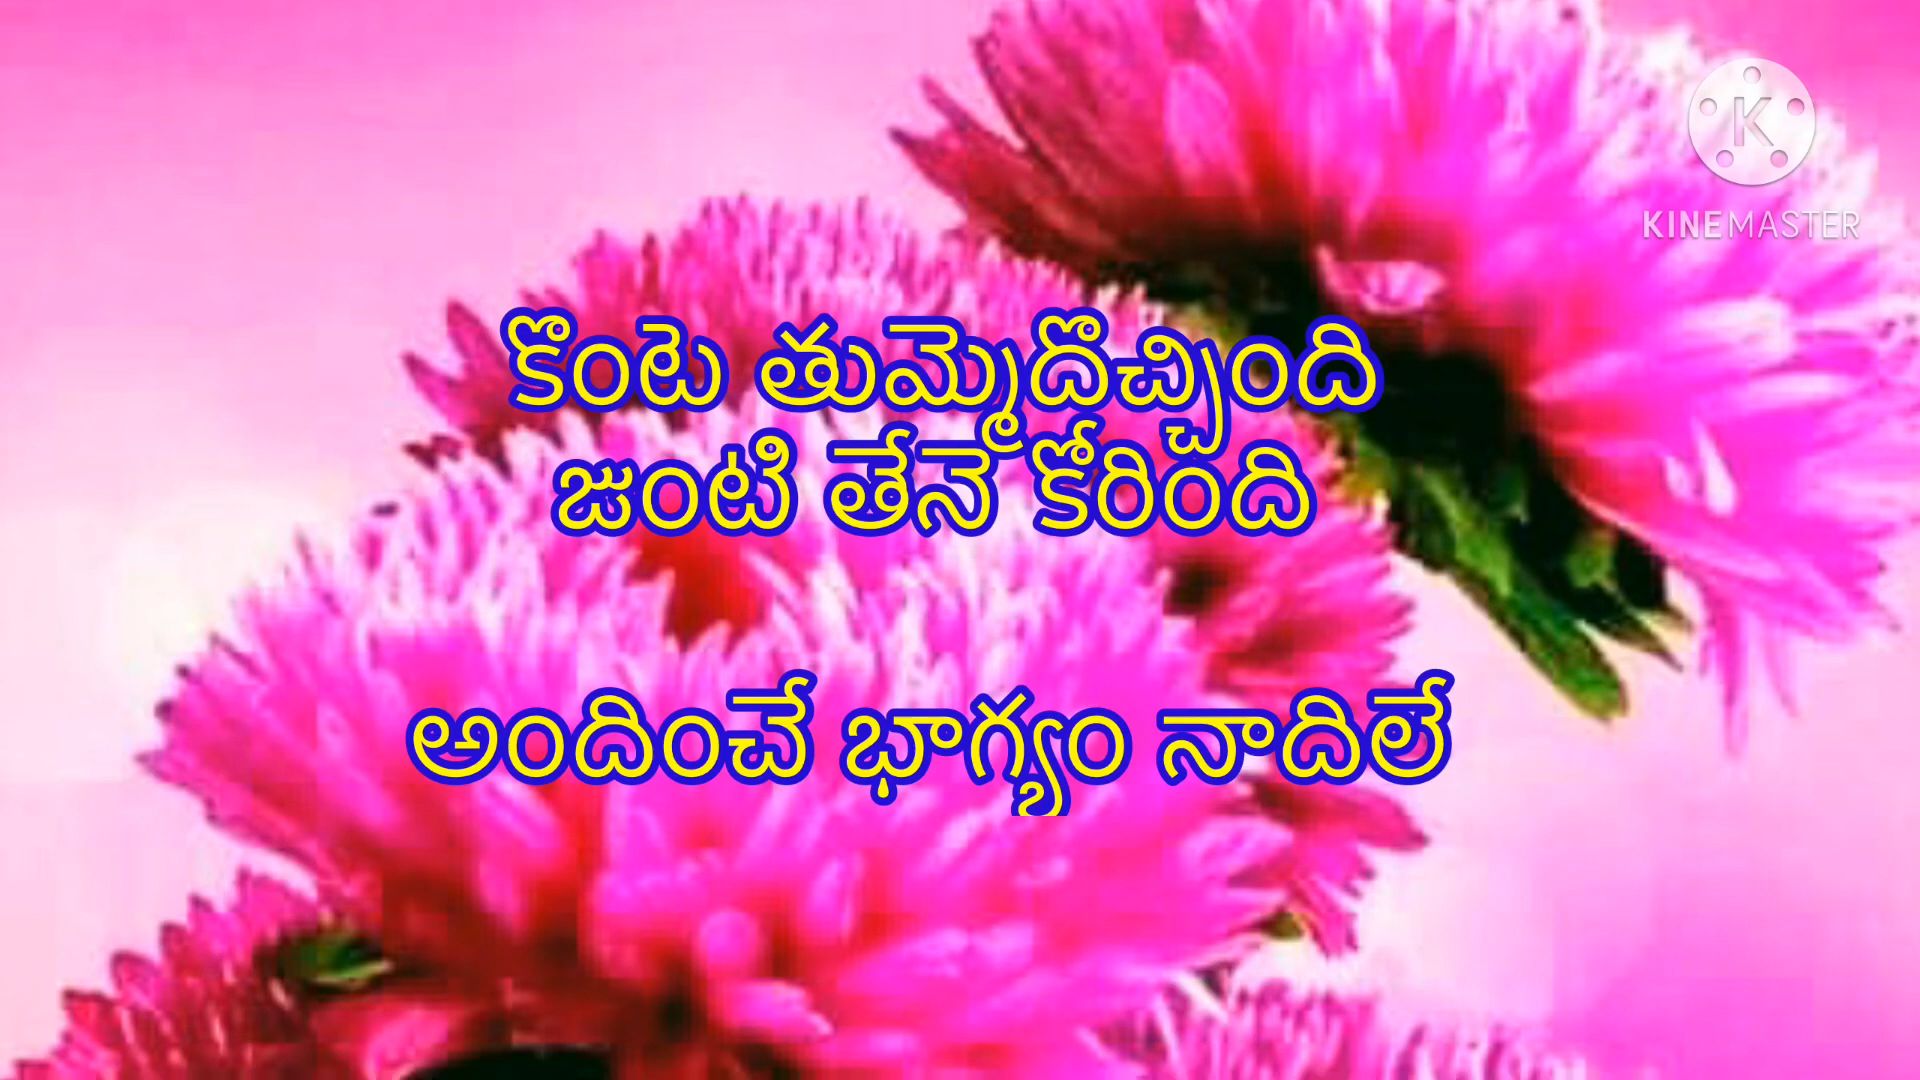 KINEMASTER
కొంటె తుమ్మెదొచ్చింది
జుంటి తేనె కోరింది
అందించే భాగ్యం నాదిలే